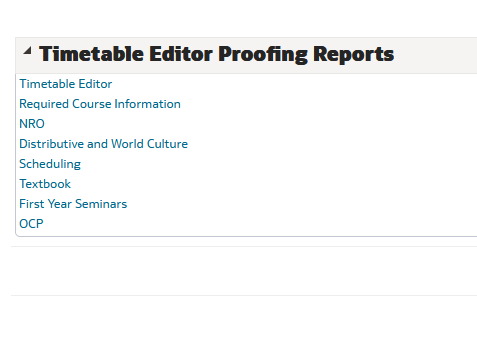 Timetable Editor Proofing Reports
Timetable Editor
Required Course Information
NRO
Distributive and World Culture
Scheduling
Textbook
First Year Seminars
OCP